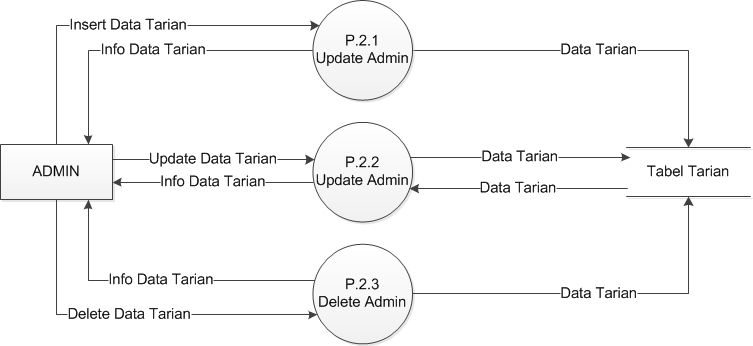 Insert Data Tarian
Info Data Tarian
P.2.1
Update Admin
Data Tarian
ADMIN
Update Data Tarian
Info Data Tarian
P.2.2
Update Admin
Data Tarian
Data Tarian
Tabel Tarian
Info Data Tarian
Delete Data Tarian
P.2.3
Delete Admin
Data Tarian